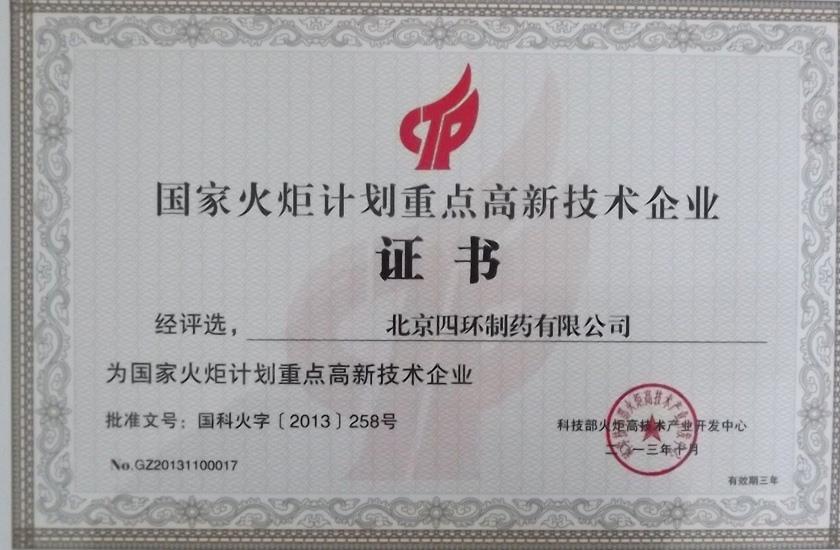 CTP
国家火炬计划重点高新技术企业
证书
经评选，北京四环制药有限公司
为国家火炬计划重点高新技术企业
批准文号：国科火字〔2013〕258号
科技部火炬高技术产业开发中心
二〇一三年十月
No.GZ20131100017
有效期三年